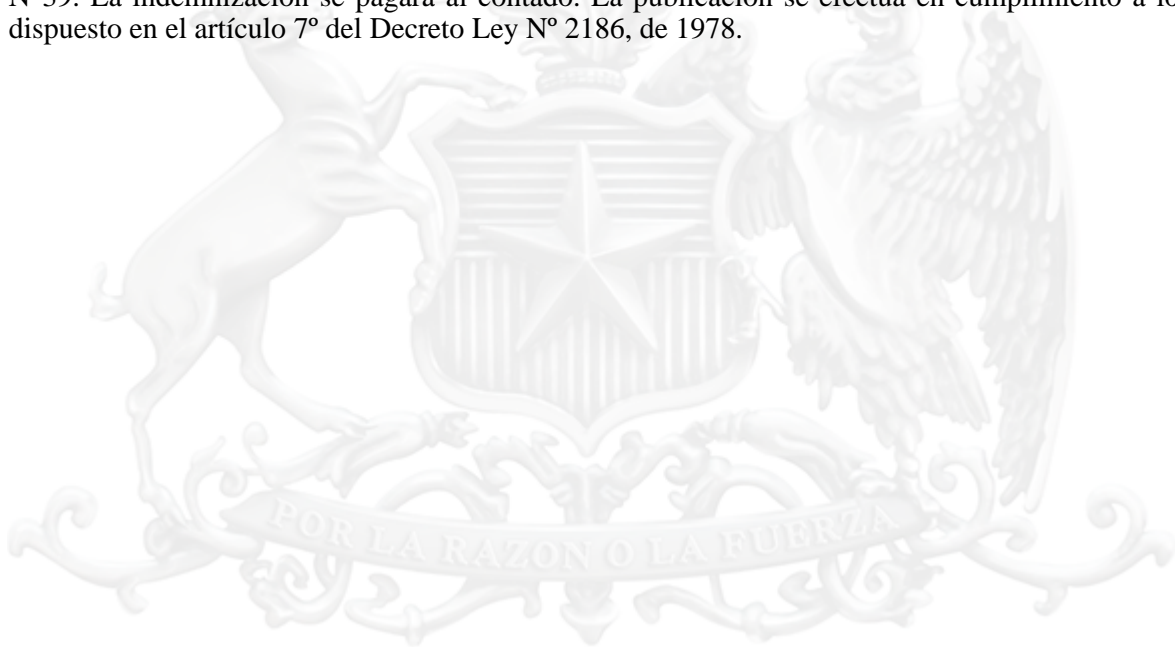 Nº39. La indemnización se pagará al contado. La publicación se efectúa en cumplimiento a lo
dispuesto en el artículo 7º del Decreto Ley Nº 2186, de 1978.
POR LA RAZON O LA FUERZA